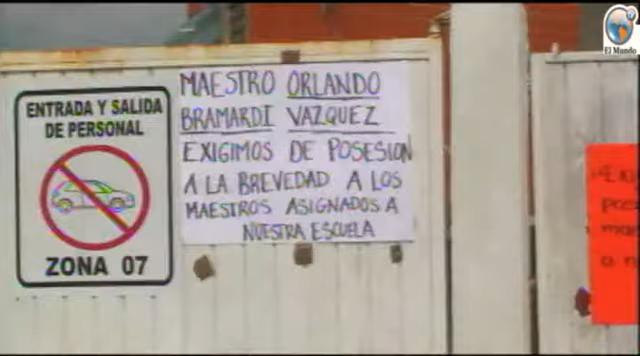 ENTRADA Y SALIDA
DE PERSONAL
ZONA 07
MAESTRO ORLANDO
BRAMARDI VAZQUEZ
EXIGIMOS DE POSESION
A LA BREVEDAD A LOS
MAESTROS ASIGNADOS A
NUESTRA ESCUELA
El Mundo